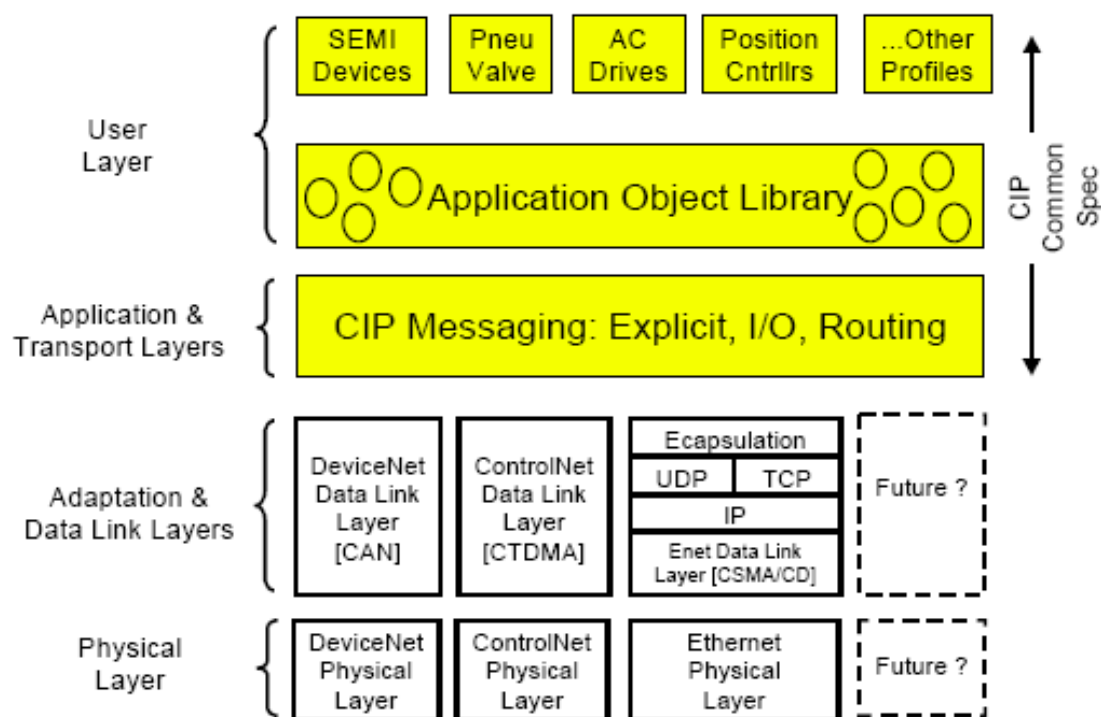 SEMI
Devices
Pneu
Valve
AC
Drives
Position
Cntrllrs
...Other
Profiles
User
Layer
Application Object Library
CIP
Common
Spec
Application &
Transport Layers
CIP Messaging: Explicit, I/O, Routing
Adaptation &
Data Link Layers
DeviceNet
Data Link
Layer
[CAN]
ControlNet
Data Link
Layer
[CTDMA]
Ecapsulation
UDP
TCP
IP
Enet Data Link
Layer [CSMA/CD]
Future ?
Physical
Layer
DeviceNet
Physical
Layer
ControlNet
Physical
Layer
Ethernet
Physical
Layer
Future ?